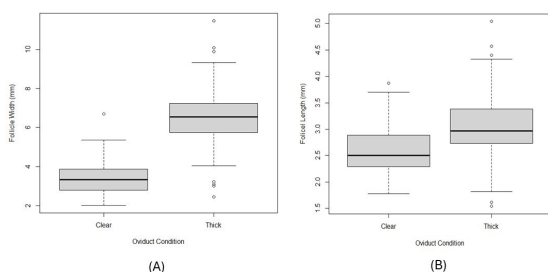 Follicle Width (mm)
10
8
6
4
2
Clear
Thick
Oviduct Condition
(A)
Follicel Length (mm)
5.0
4.5
4.0
3.5
3.0
2.5
2.0
1.5
Clear
Thick
Oviduct Condition
(B)